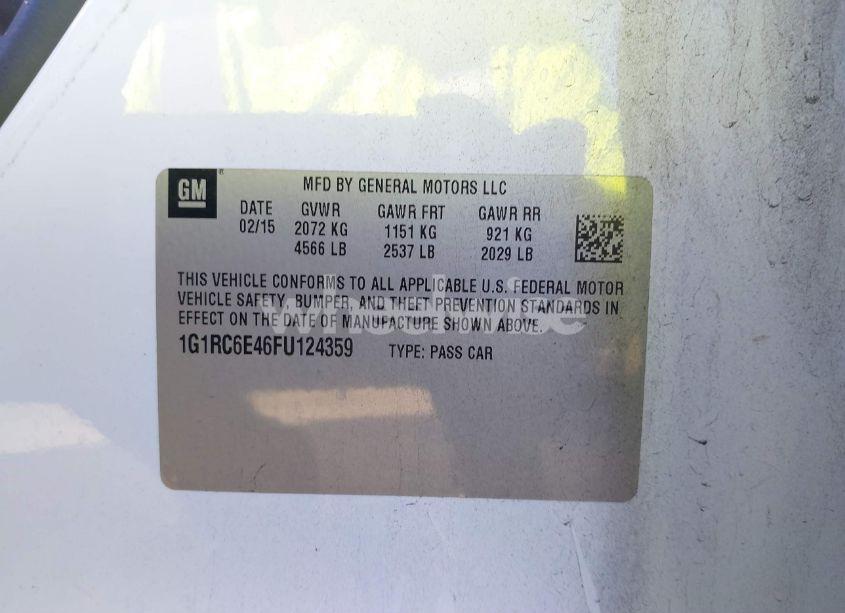 GM ®
MFD BY GENERAL MOTORS LLC
DATE GVWR GAWR FRT GAWR RR
02/15 2072 KG 1151 KG 921 KG
4566 LB 2537 LB 2029 LB
THIS VEHICLE CONFORMS TO ALL APPLICABLE U.S. FEDERAL MOTOR
VEHICLE SAFETY, BUMPER, AND THEFT PREVENTION STANDARDS IN
EFFECT ON THE DATE OF MANUFACTURE SHOWN ABOVE.
1G1RC6E46FU124359 TYPE: PASS CAR